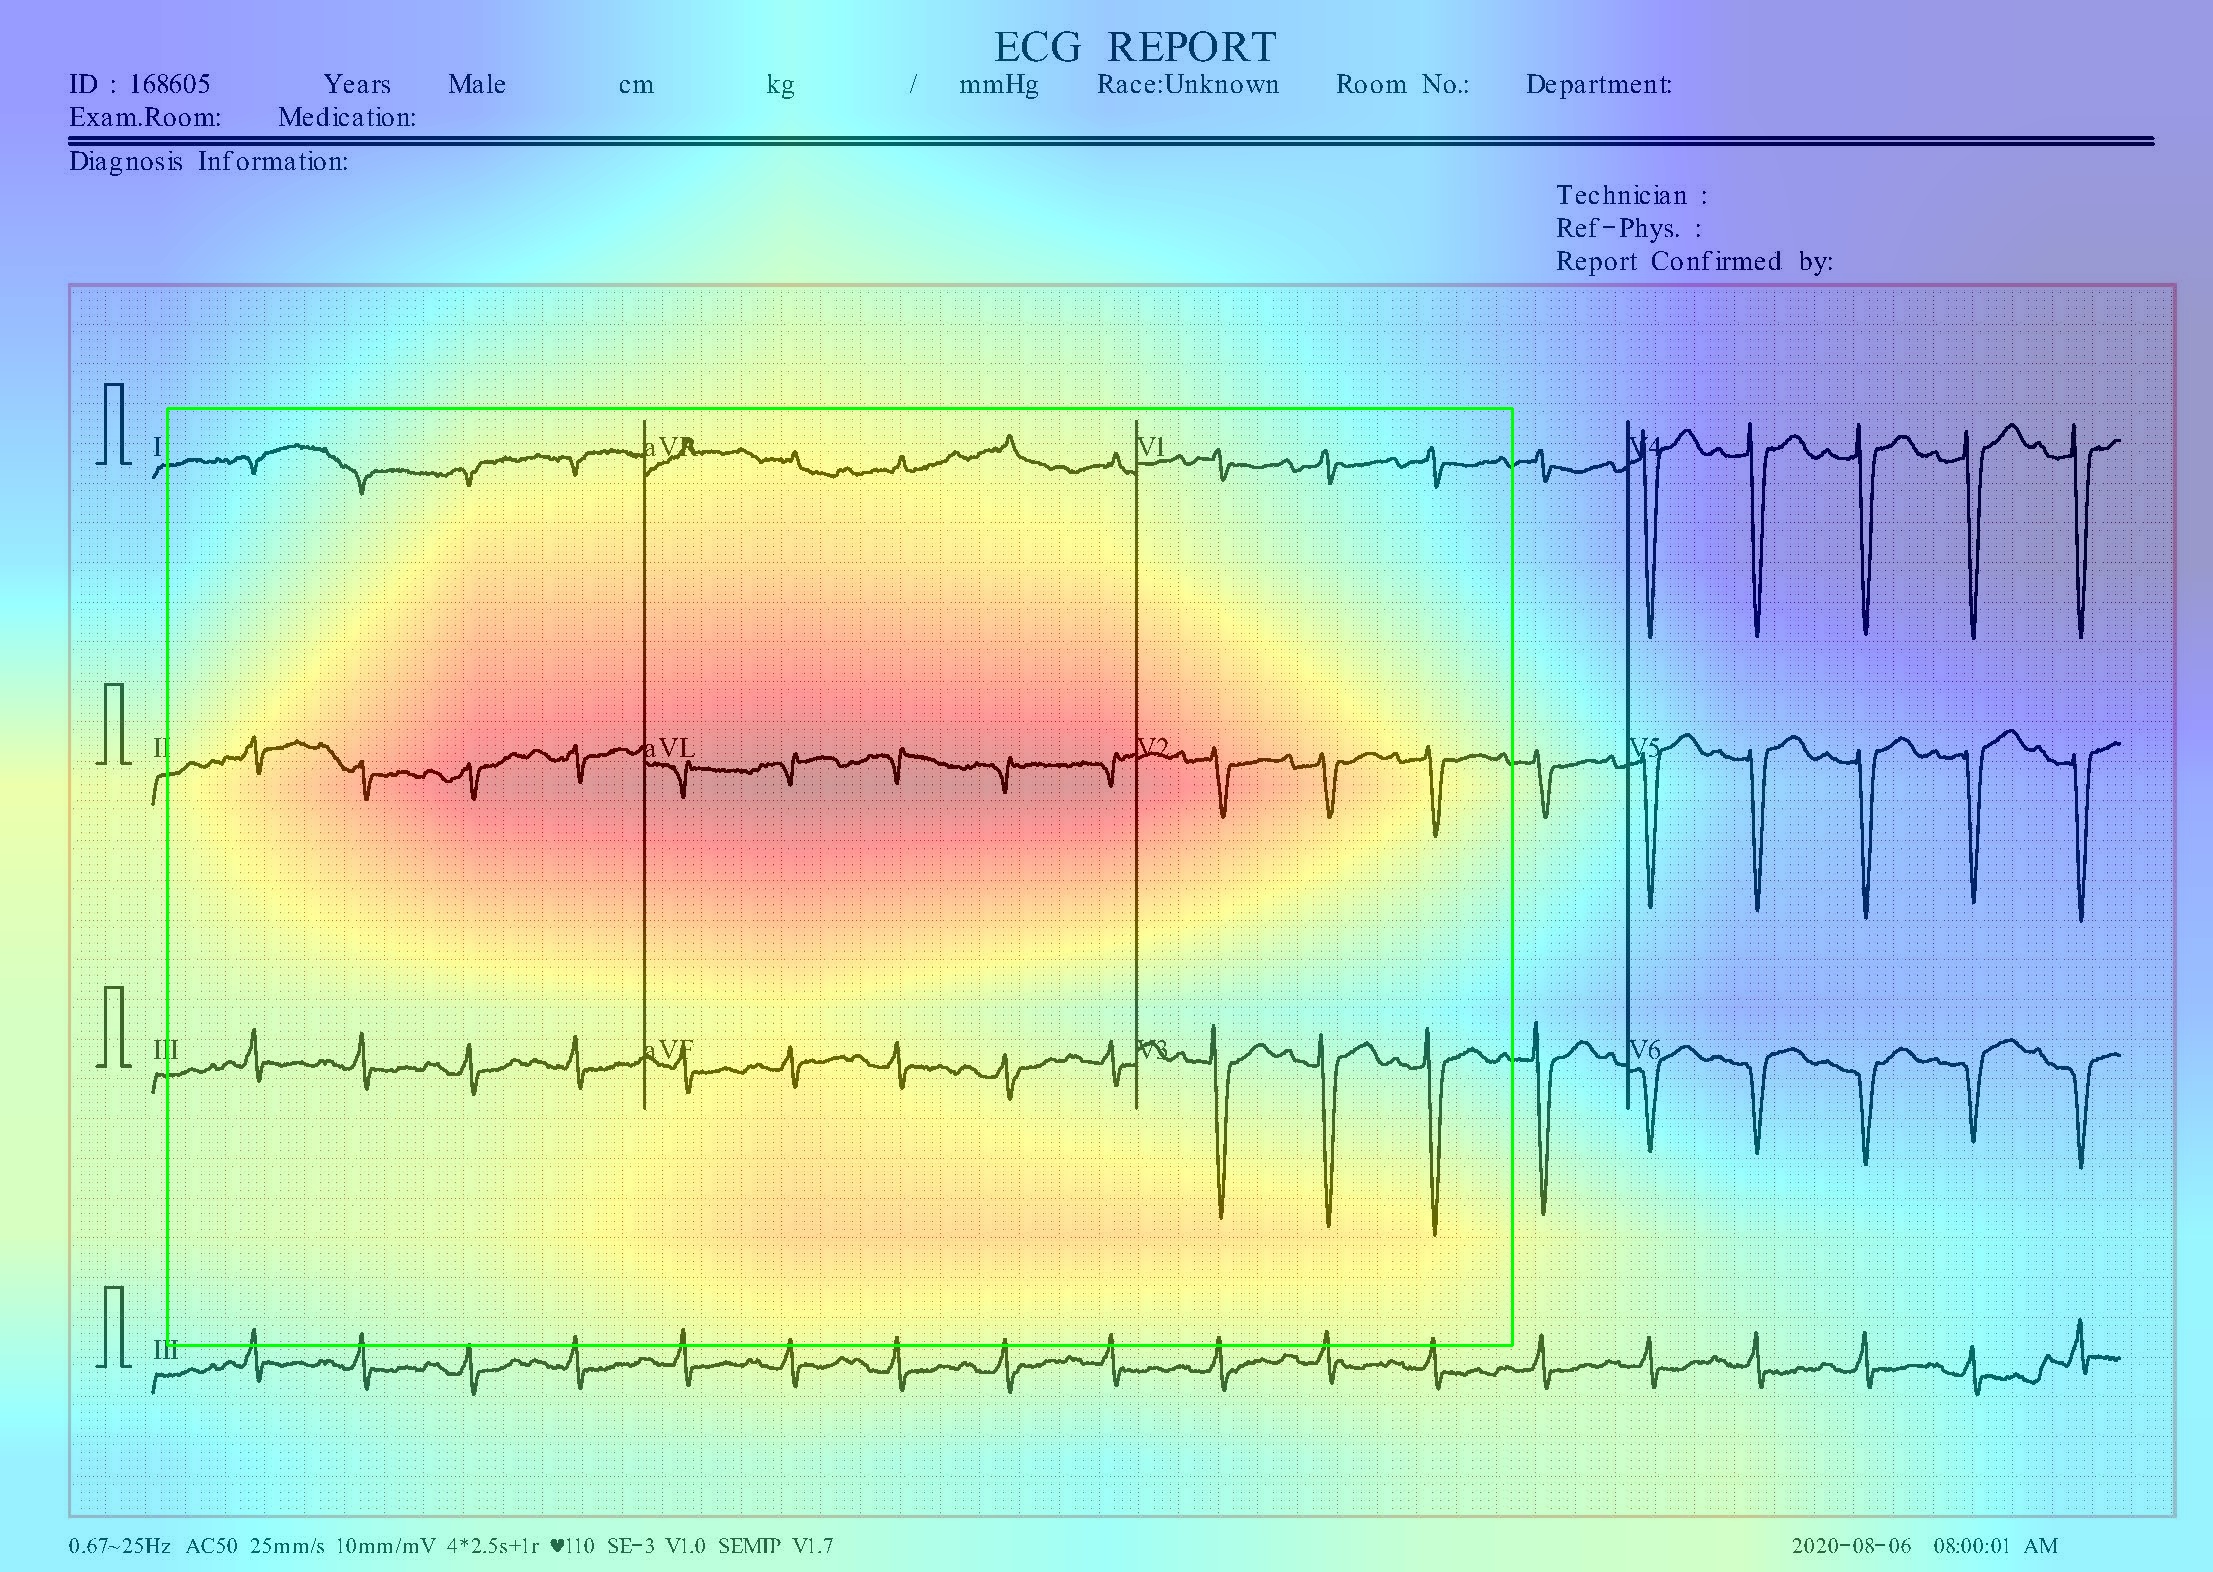 ECG REPORT
ID : 168605 Years Male cm kg / mmHg Race:Unknown Room No.: Department:
Exam.Room: Medication:
Diagnosis Information:
Technician :
Ref-Phys. :
Report Confirmed by:
I aVR V1 V4
II aVL V2 V5
III aVF V3 V6
III
0.67~25Hz AC50 25mm/s 10mm/mV 4*2.5s+1r ♥110 SE-3 V1.0 SEMIP V1.7
2020-08-06 08:00:01 AM